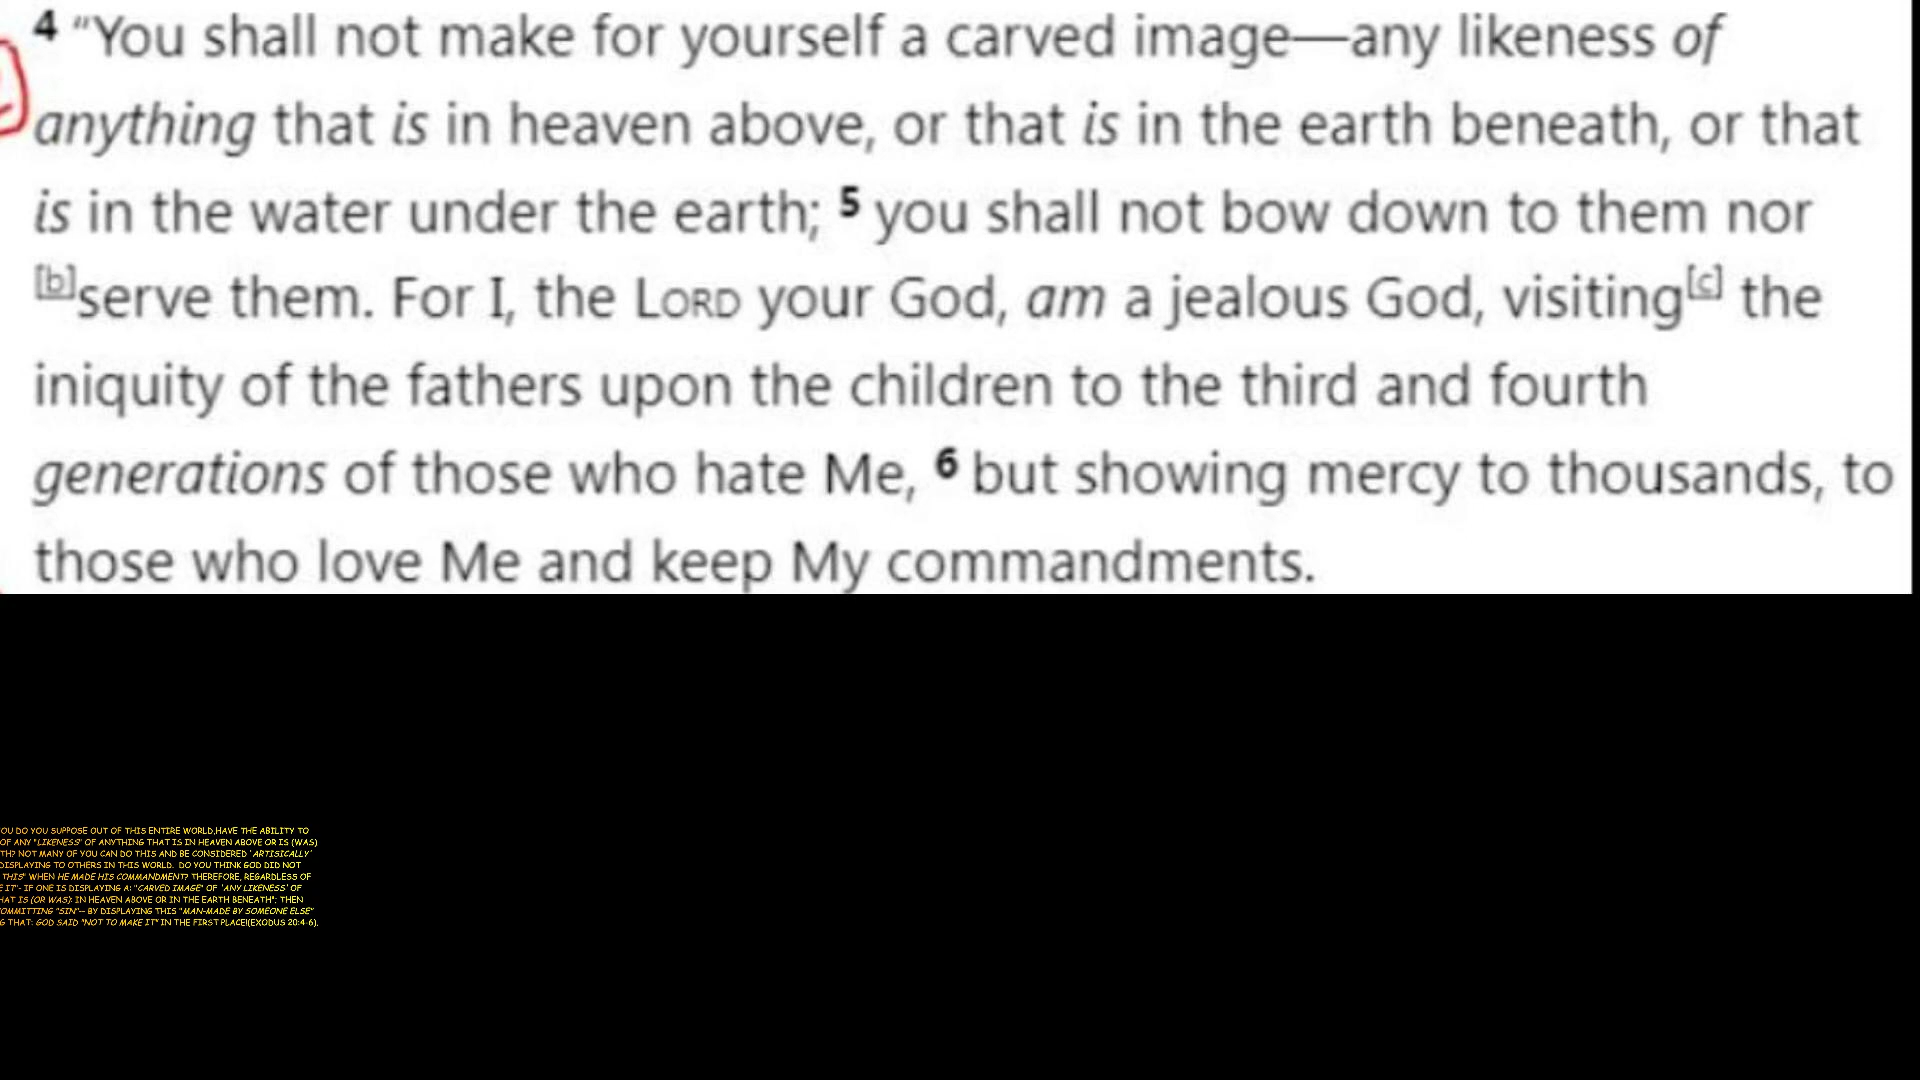 4 “You shall not make for yourself a carved image—any likeness of
anything that is in heaven above, or that is in the earth beneath, or that
is in the water under the earth; 5 you shall not bow down to them nor
[b]serve them. For I, the LORD your God, am a jealous God, visiting[c] the
iniquity of the fathers upon the children to the third and fourth
generations of those who hate Me, 6 but showing mercy to thousands, to
those who love Me and keep My commandments.
OU DO YOU SUPPOSE OUT OF THIS ENTIRE WORLD,HAVE THE ABILITY TO
OF ANY "LIKENESS" OF ANYTHING THAT IS IN HEAVEN ABOVE OR IS (WAS)
TH? NOT MANY OF YOU CAN DO THIS AND BE CONSIDERED 'ARTISICALLY'
DISPLAYING TO OTHERS IN THIS WORLD. DO YOU THINK GOD DID NOT
THIS" WHEN HE MADE HIS COMMANDMENT? THEREFORE, REGARDLESS OF
E IT"- IF ONE IS DISPLAYING A: "CARVED IMAGE" OF 'ANY LIKENESS' OF
HAT IS (OR WAS): IN HEAVEN ABOVE OR IN THE EARTH BENEATH"; THEN
OMMITTING "SIN"— BY DISPLAYING THIS "MAN-MADE BY SOMEONE ELSE"
G THAT: GOD SAID "NOT TO MAKE IT" IN THE FIRST PLACE!(EXODUS 20:4-6).